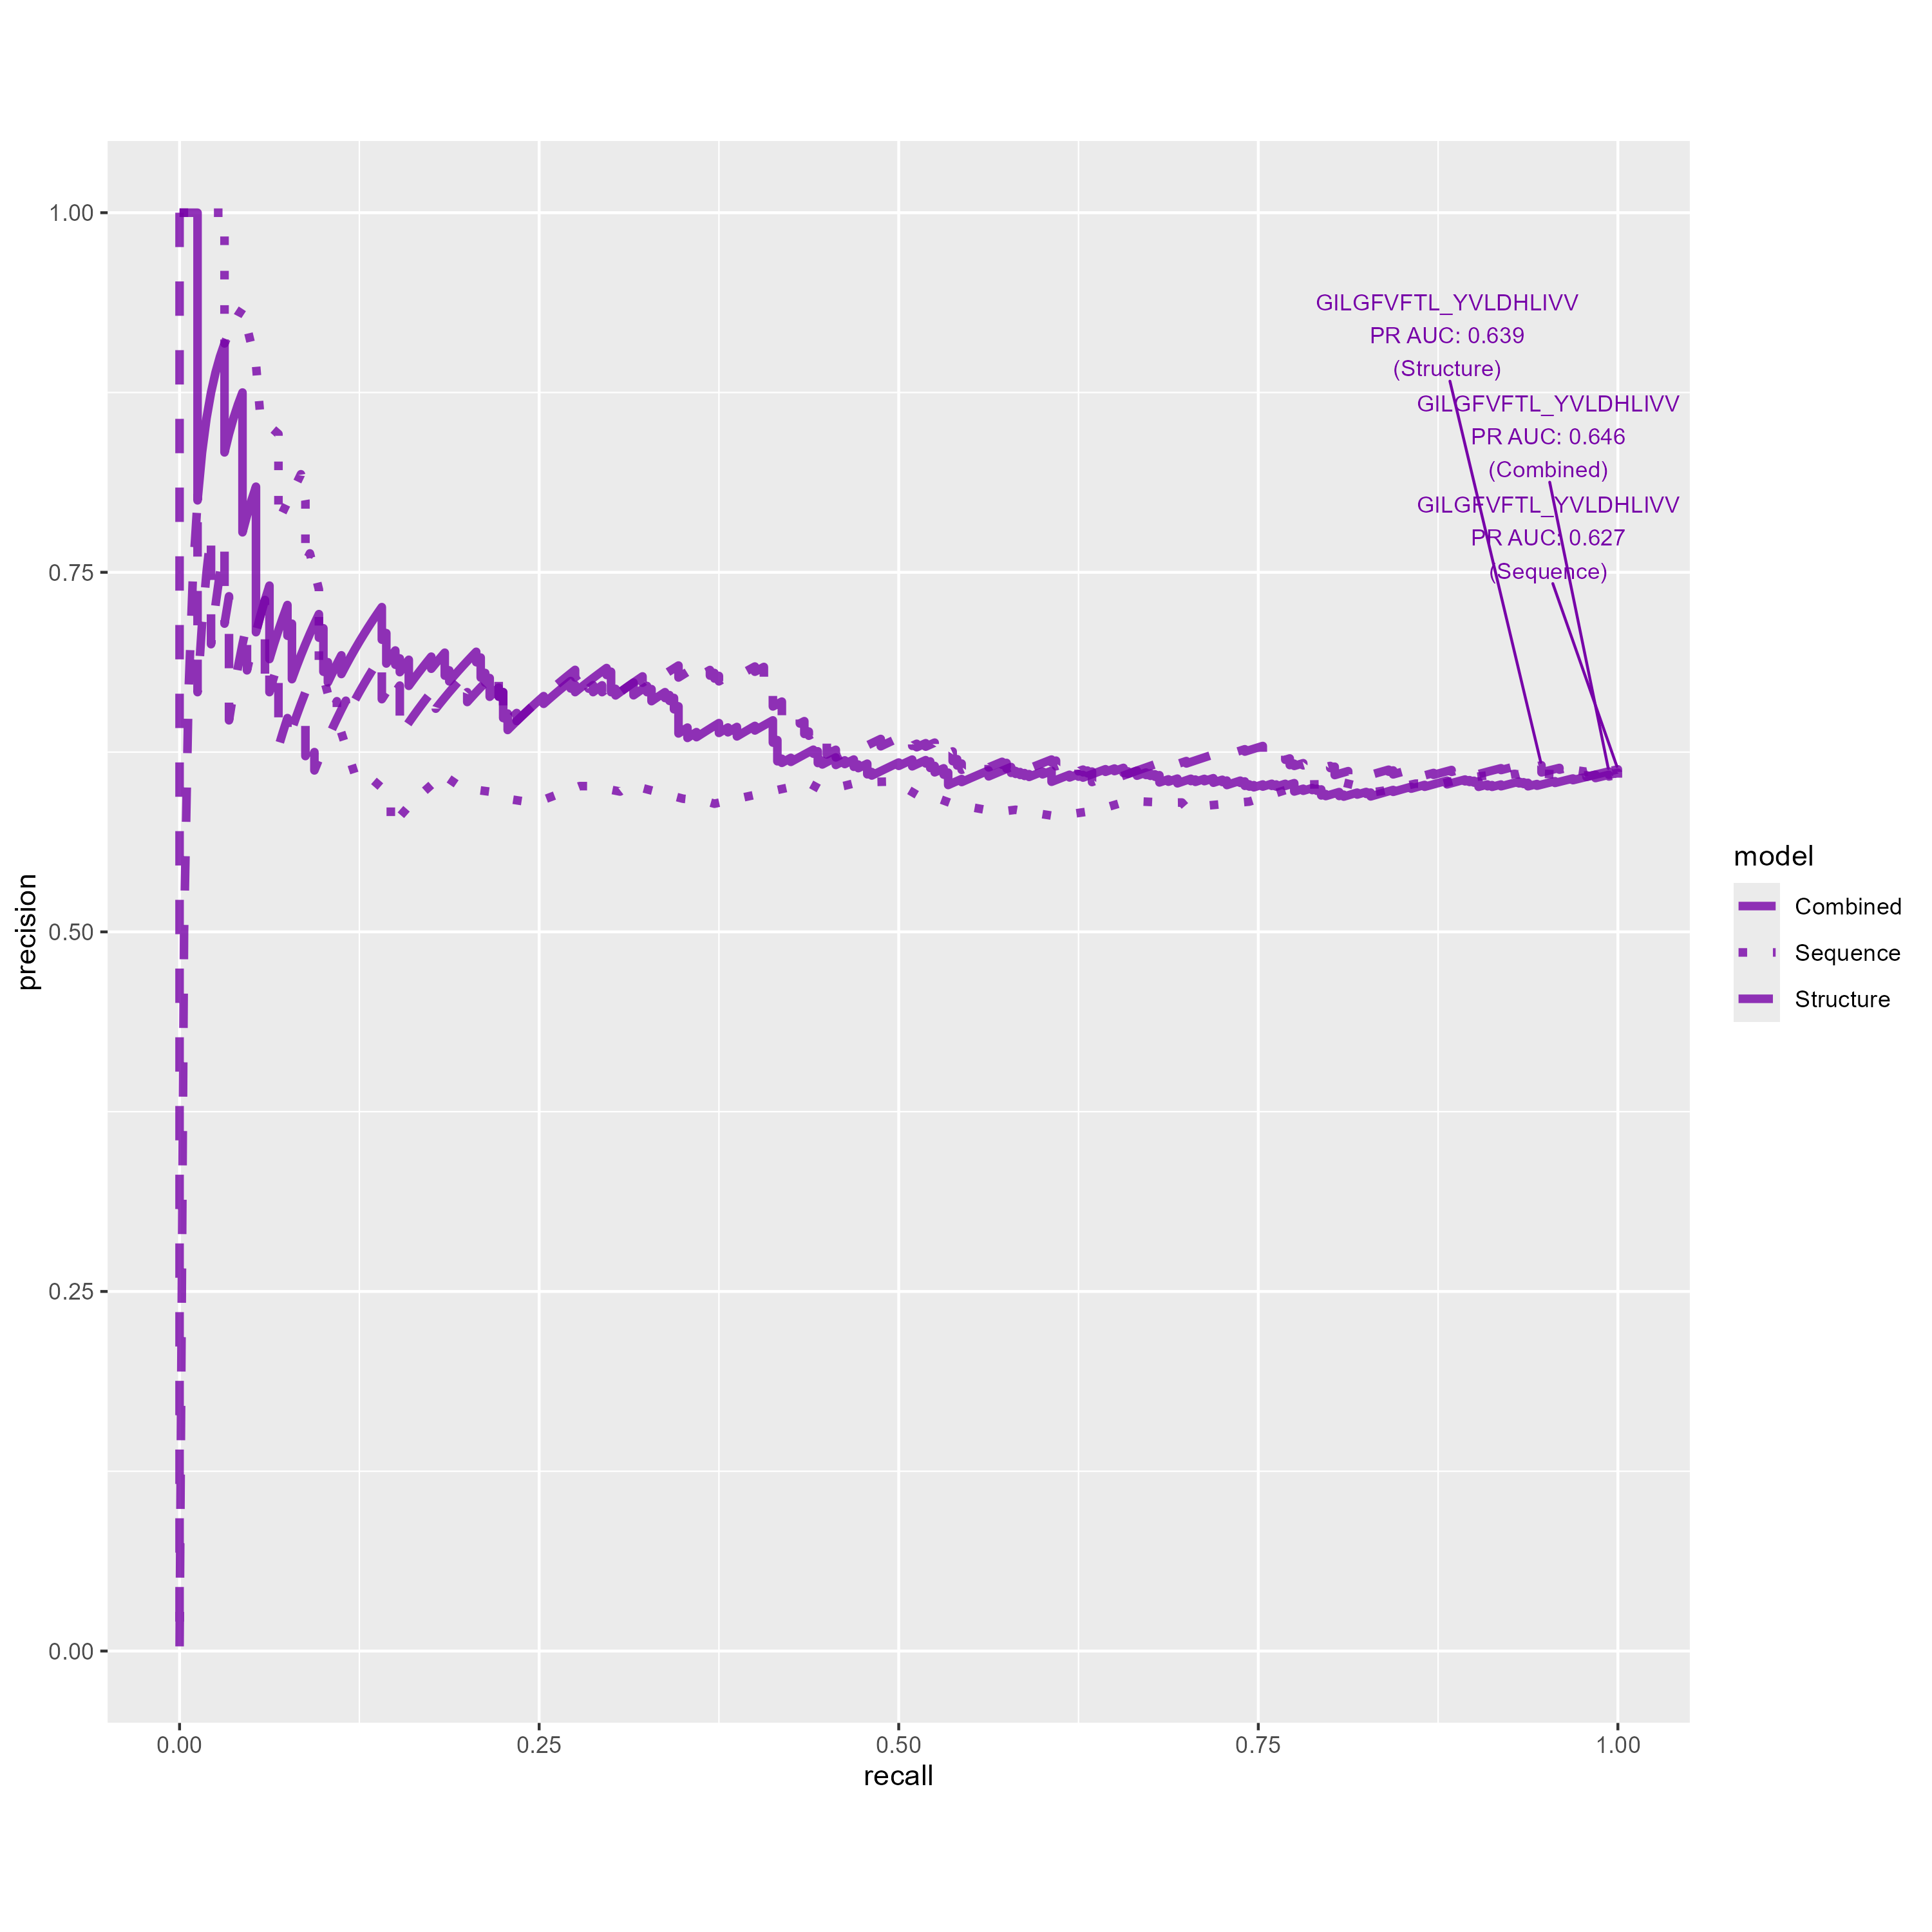 1.00
0.75
0.50
0.25
0.00
precision
0.00
0.25
0.50
0.75
1.00
recall
GILGFVFTL_YVLDHLIVV
PR AUC: 0.639
(Structure)
GILGFVFTL_YVLDHLIVV
PR AUC: 0.646
(Combined)
GILGFVFTL_YVLDHLIVV
PR AUC: 0.627
(Sequence)
model
Combined
Sequence
Structure